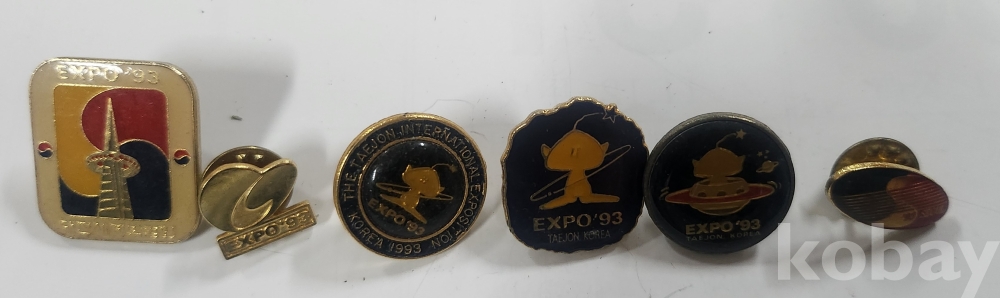 EXPO '93
EXPO '93
THE TAEJON INTERNATIONAL EXPOSITION
KOREA 1993
EXPO '93
EXPO '93
TAEJON KOREA
EXPO '93
TAEJON KOREA
kobay